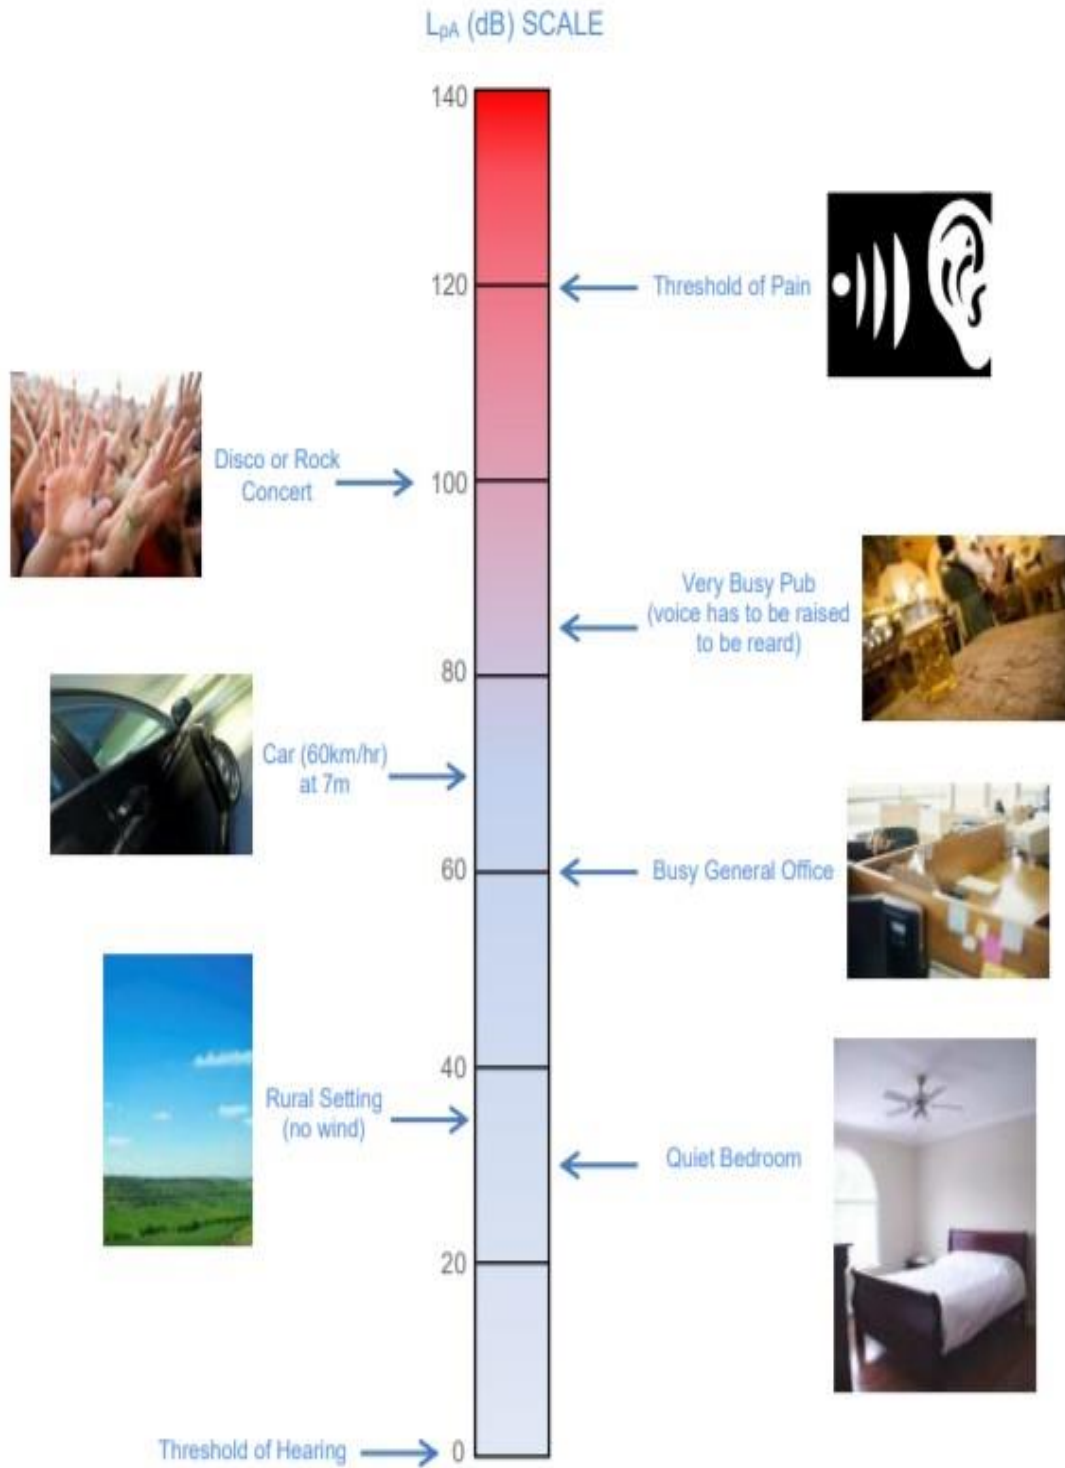 LpA (dB) SCALE
140
120
Threshold of Pain
Disco or Rock
Concert
100
Very Busy Pub
(voice has to be raised
to be reard)
80
Car (60km/hr)
at 7m
60
Busy General Office
40
Rural Setting
(no wind)
Quiet Bedroom
20
Threshold of Hearing
0